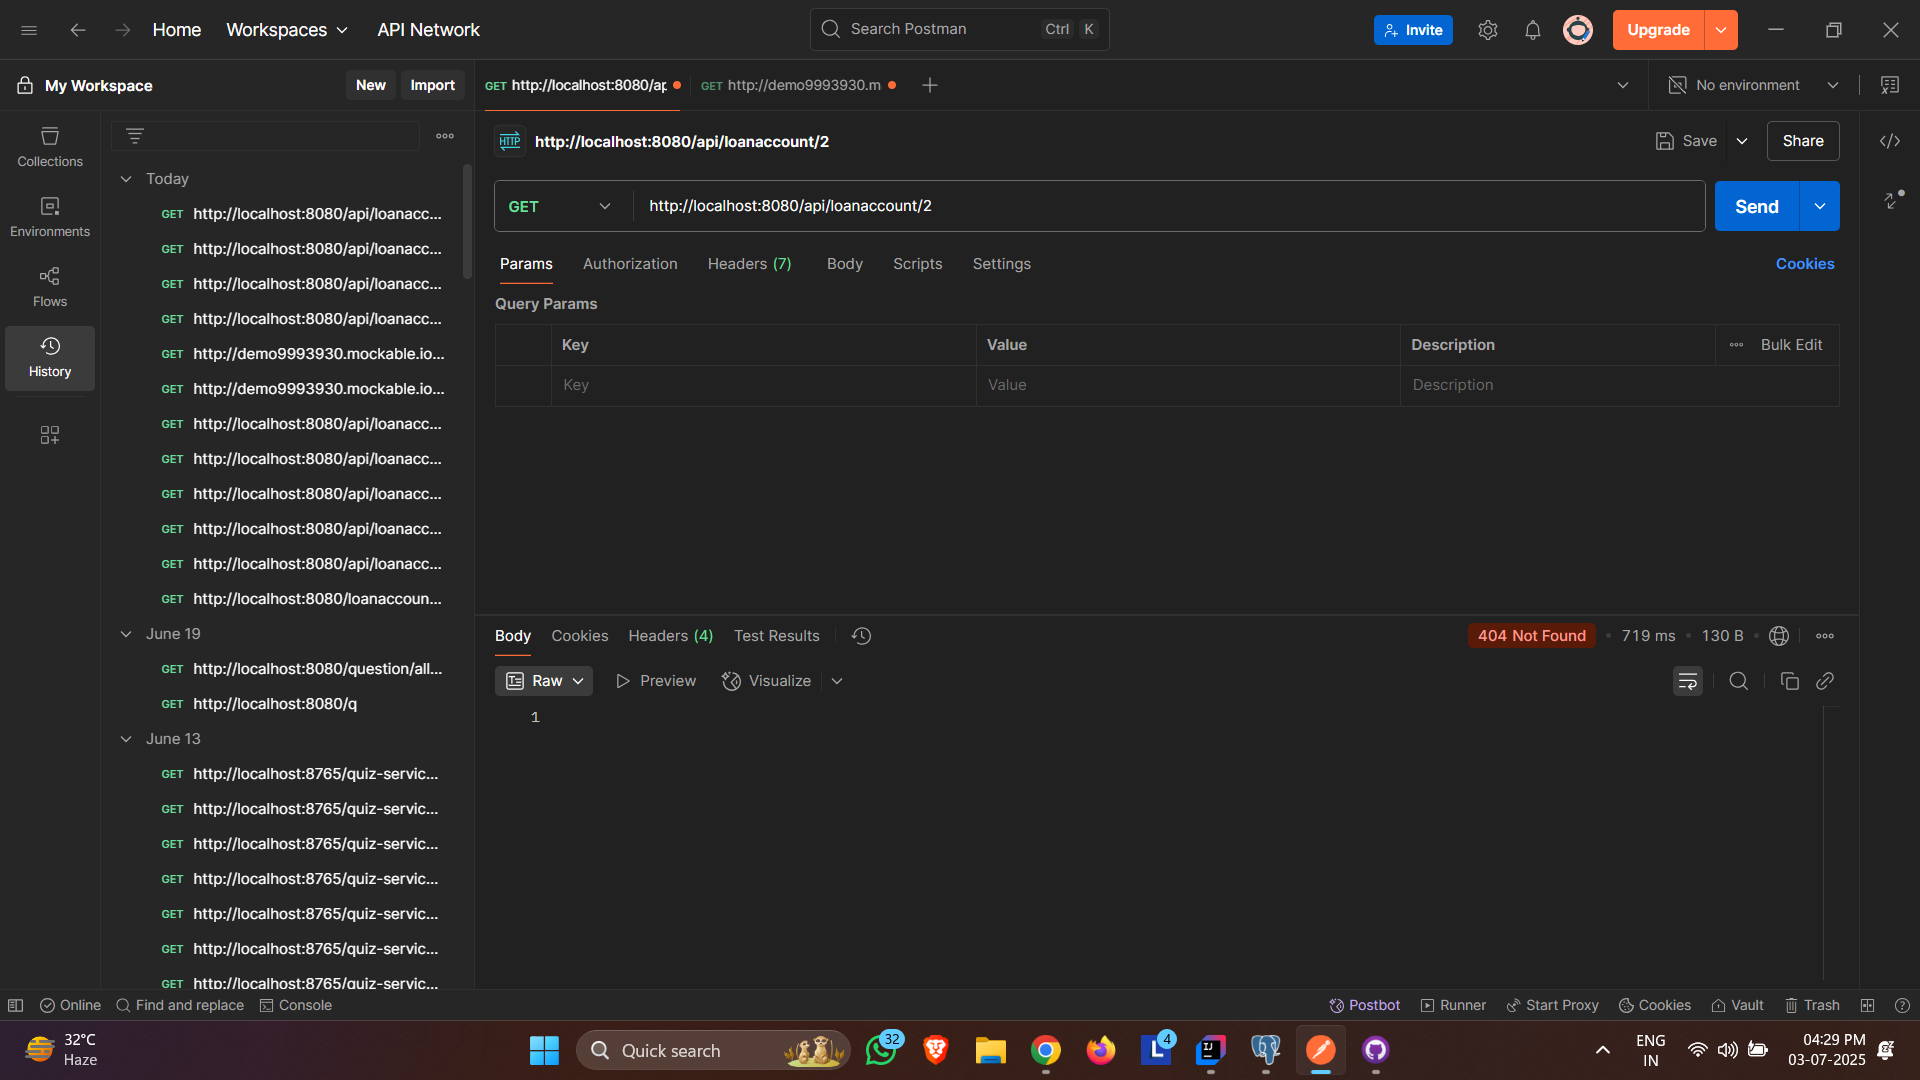 Home
Workspaces
API Network
Search Postman
Ctrl K
Invite
Upgrade
My Workspace
New
Import
GET http://localhost:8080/ap
GET http://demo9993930.m
No environment
Collections
Environments
Flows
History
Today
GET http://localhost:8080/api/loanacc...
GET http://localhost:8080/api/loanacc...
GET http://localhost:8080/api/loanacc...
GET http://localhost:8080/api/loanacc...
GET http://demo9993930.mockable.io...
GET http://demo9993930.mockable.io...
GET http://localhost:8080/api/loanacc...
GET http://localhost:8080/api/loanacc...
GET http://localhost:8080/api/loanacc...
GET http://localhost:8080/api/loanacc...
GET http://localhost:8080/api/loanacc...
GET http://localhost:8080/loanaccoun...
June 19
GET http://localhost:8080/question/all...
GET http://localhost:8080/q
June 13
GET http://localhost:8765/quiz-servic...
GET http://localhost:8765/quiz-servic...
GET http://localhost:8765/quiz-servic...
GET http://localhost:8765/quiz-servic...
GET http://localhost:8765/quiz-servic...
GET http://localhost:8765/quiz-servic...
GET http://localhost:8765/quiz-servic...
HTTP http://localhost:8080/api/loanaccount/2
Save
Share
GET
http://localhost:8080/api/loanaccount/2
Send
Params
Authorization
Headers (7)
Body
Scripts
Settings
Cookies
Query Params
Key
Value
Description
Bulk Edit
Key
Value
Description
Body
Cookies
Headers (4)
Test Results
404 Not Found
719 ms
130 B
Raw
Preview
Visualize
1
Online
Find and replace
Console
Postbot
Runner
Start Proxy
Cookies
Vault
Trash
32°C
Haze
Quick search
32
L
4
IJ
ENG
IN
04:29 PM
03-07-2025